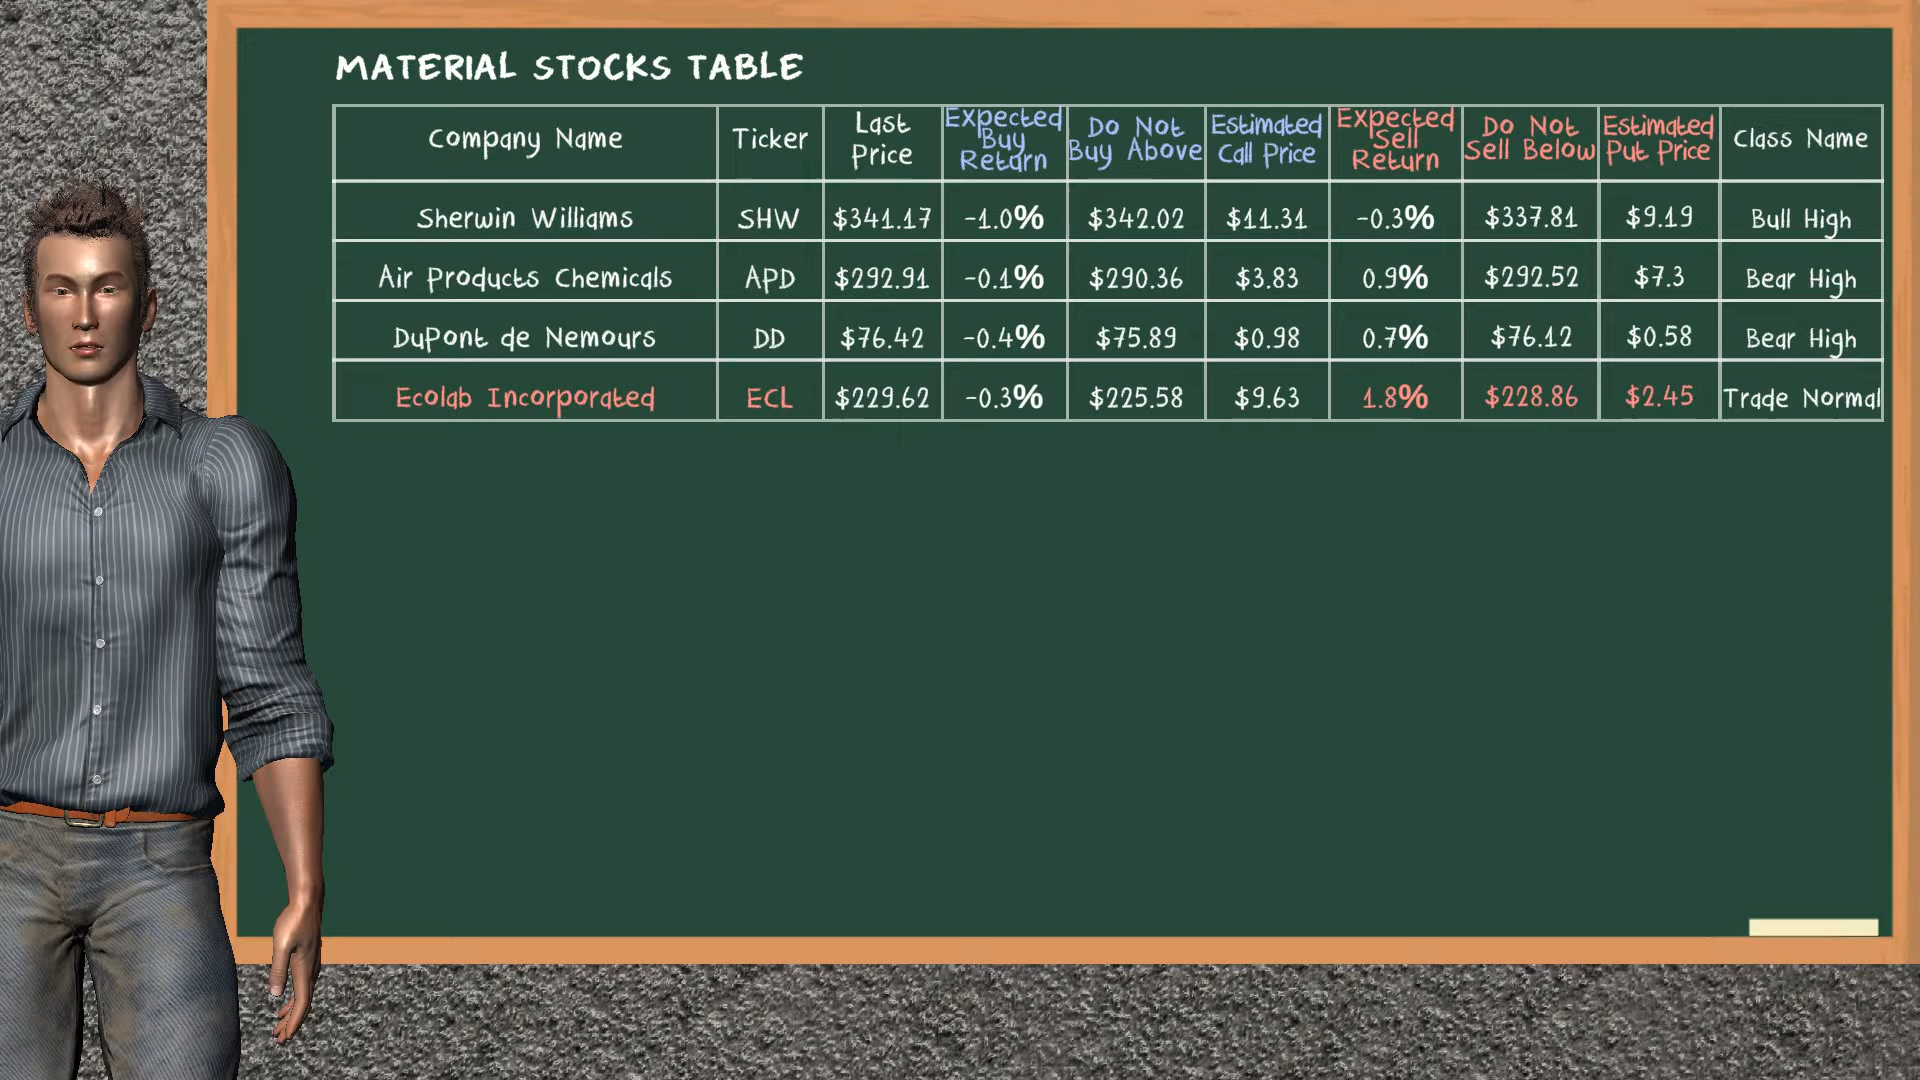 MATERIAL STOCKS TABLE
Company Name Ticker Last Price Expected Buy Return Do Not Buy Above Estimated Call Price Expected Sell Return Do Not Sell Below Estimated Put Price Class Name
Sherwin Williams SHW $341.17 -1.0% $342.02 $11.31 -0.3% $337.81 $9.19 Bull High
Air Products Chemicals APD $292.91 -0.1% $290.36 $3.83 0.9% $292.52 $7.3 Bear High
DuPont de Nemours DD $76.42 -0.4% $75.89 $0.98 0.7% $76.12 $0.58 Bear High
Ecolab Incorporated ECL $229.62 -0.3% $225.58 $9.63 1.8% $228.86 $2.45 Trade Normal